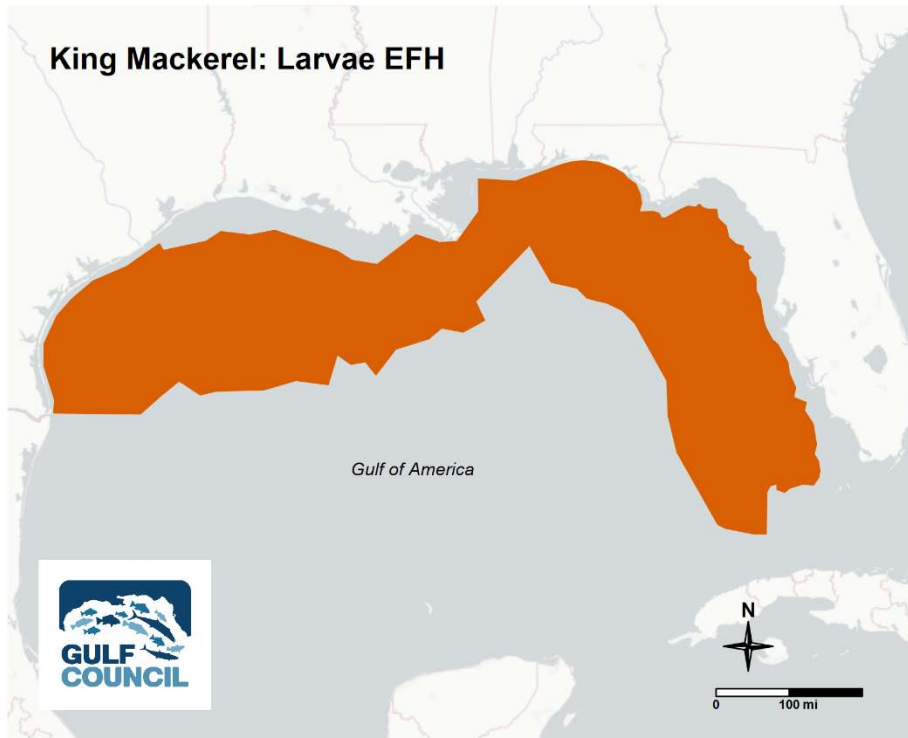 King Mackerel: Larvae EFH
Gulf of America
GULF
COUNCIL
N
0 100 mi